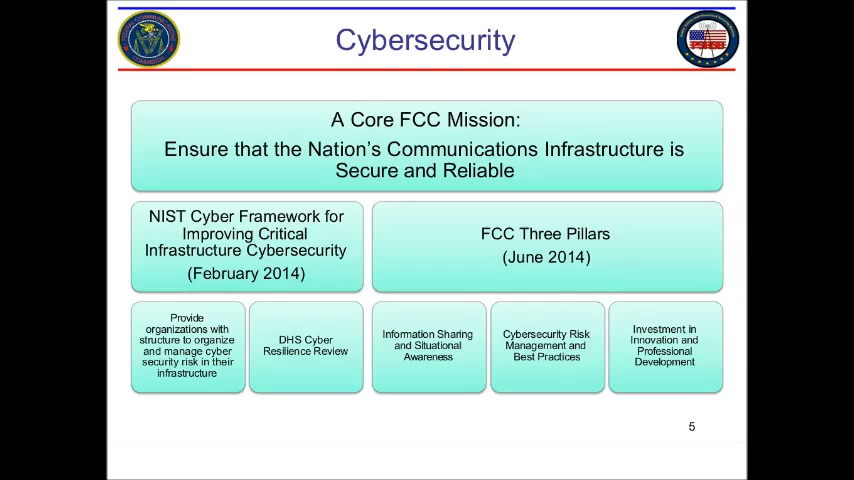 Cybersecurity
A Core FCC Mission:
Ensure that the Nation’s Communications Infrastructure is
Secure and Reliable
NIST Cyber Framework for
Improving Critical
Infrastructure Cybersecurity
(February 2014)
FCC Three Pillars
(June 2014)
Provide
organizations with
structure to organize
and manage cyber
security risk in their
infrastructure
DHS Cyber
Resilience Review
Information Sharing
and Situational
Awareness
Cybersecurity Risk
Management and
Best Practices
Investment in
Innovation and
Professional
Development
5